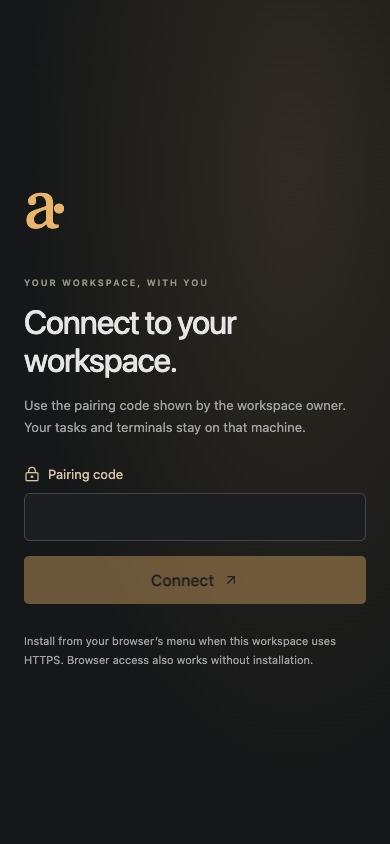 a
YOUR WORKSPACE, WITH YOU
Connect to your
workspace.
Use the pairing code shown by the workspace owner.
Your tasks and terminals stay on that machine.
Pairing code
Connect
Install from your browser's menu when this workspace uses
HTTPS. Browser access also works without installation.